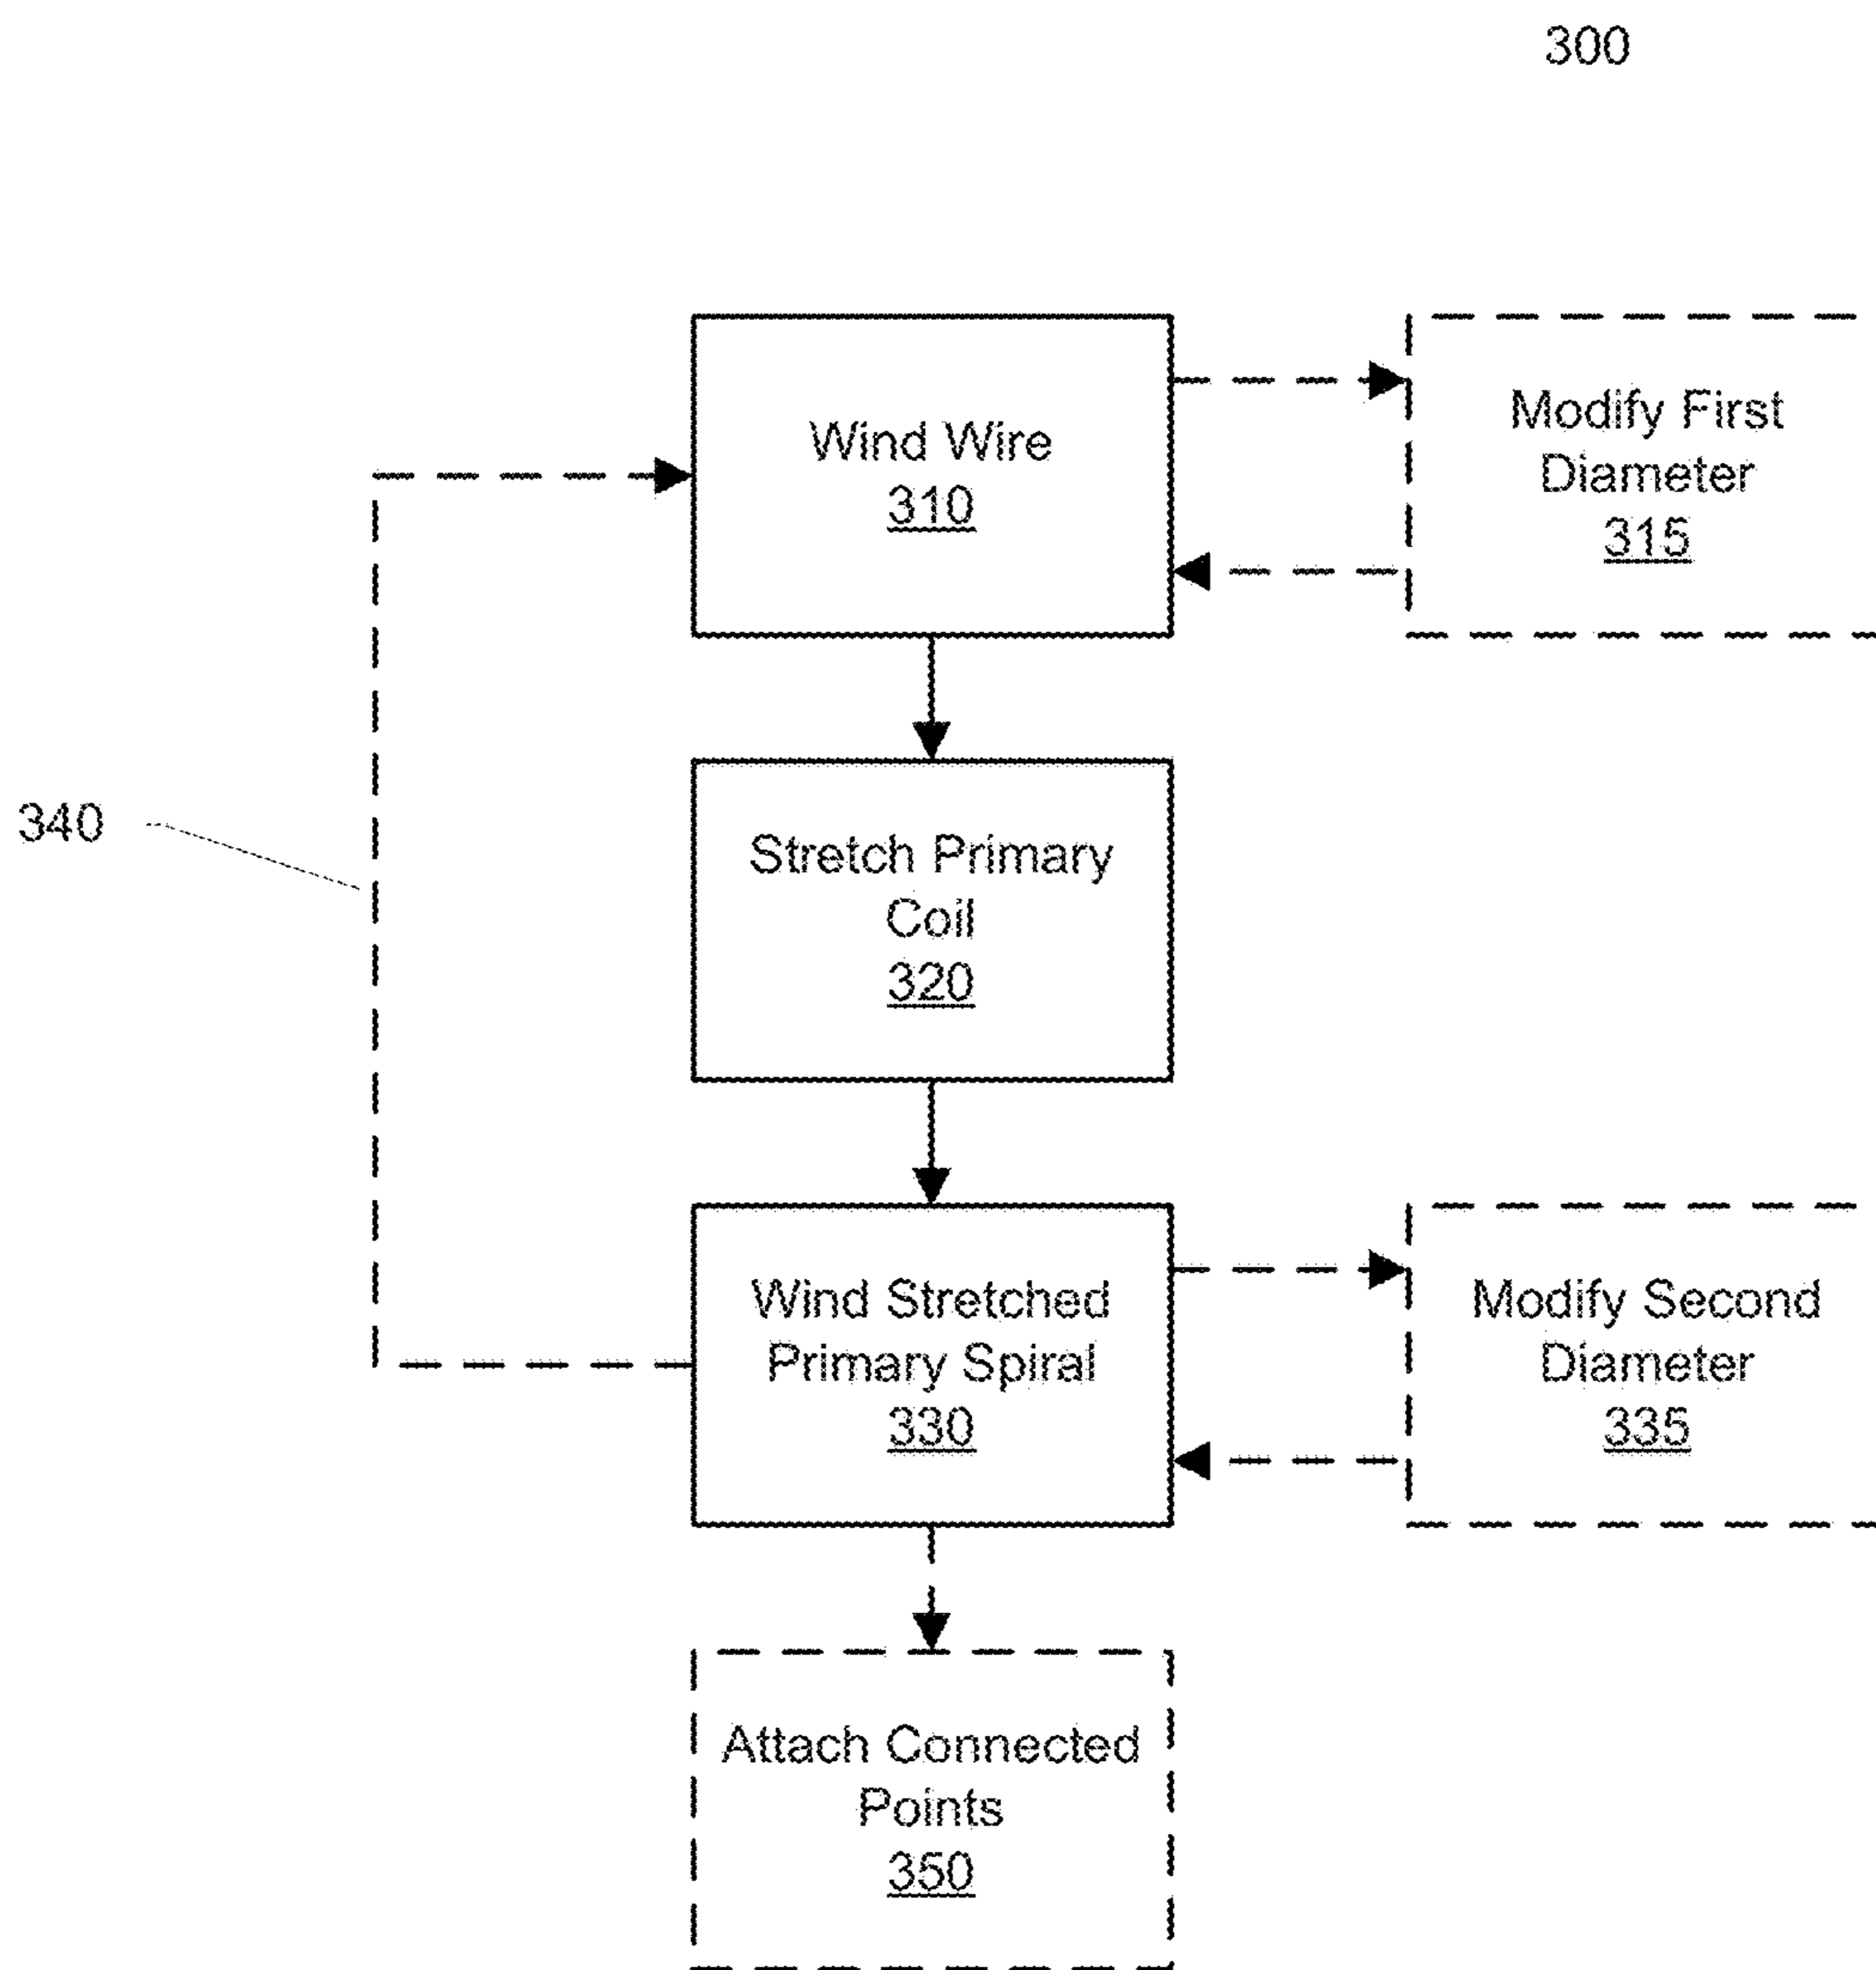 300
Wind Wire
310
Modify First
Diameter
315
340
Stretch Primary
Coil
320
Wind Stretched
Primary Spiral
330
Modify Second
Diameter
335
Attach Connected
Points
350